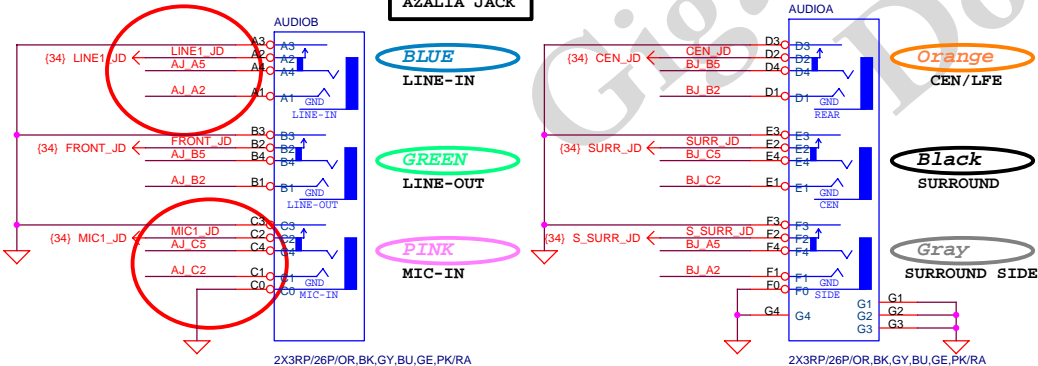 AZALIA JACK
AUDIOB
A3 A3
{34} LINE1_JD LINE1_JD A2 A2
AJ_A5 A4 A4
AJ_A2 A1 A1
GND
LINE-IN
BLUE
LINE-IN
B3 B3
{34} FRONT_JD FRONT_JD B2 B2
AJ_B5 B4 B4
AJ_B2 B1 B1
GND
LINE-OUT
GREEN
LINE-OUT
C3 C3
{34} MIC1_JD MIC1_JD C2 C2
AJ_C5 C4 C4
AJ_C2 C1 C1
GND
C0 C0 MIC-IN
PINK
MIC-IN
2X3RP/26P/OR,BK,GY,BU,GE,PK/RA
AUDIOA
D3 D3
{34} CEN_JD CEN_JD D2 D2
BJ_B5 D4 D4
BJ_B2 D1 D1
GND
REAR
Orange
CEN/LFE
E3 E3
{34} SURR_JD SURR_JD E2 E2
BJ_C5 E4 E4
BJ_C2 E1 E1
GND
CEN
Black
SURROUND
F3 F3
{34} S_SURR_JD S_SURR_JD F2 F2
BJ_A5 F4 F4
BJ_A2 F1 F1
GND
F0 F0 SIDE
Gray
SURROUND SIDE
G1 G1
G4 G4 G2 G2
G3 G3
2X3RP/26P/OR,BK,GY,BU,GE,PK/RA